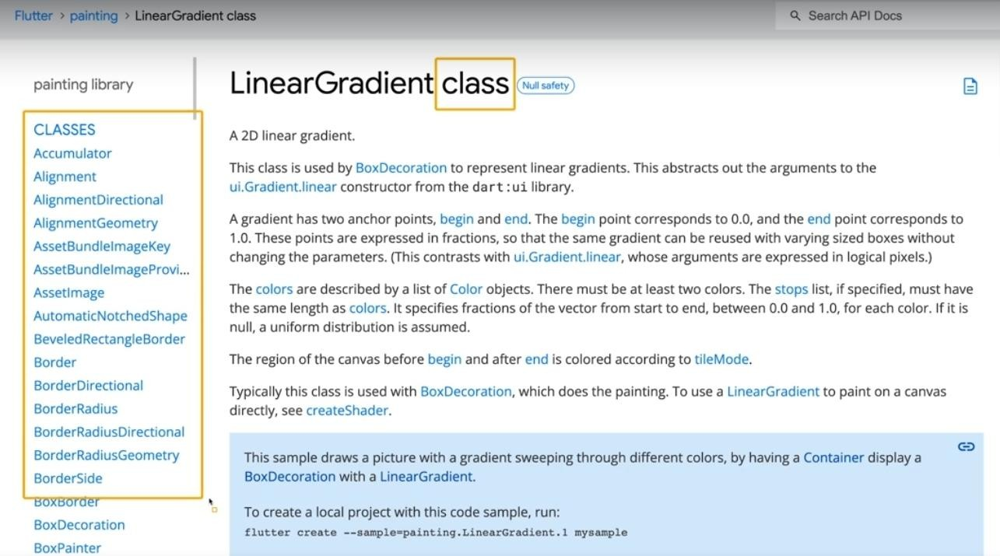 Flutter > painting > LinearGradient class
Search API Docs
painting library
CLASSES
Accumulator
Alignment
AlignmentDirectional
AlignmentGeometry
AssetBundleImageKey
AssetBundleImageProvi...
AssetImage
AutomaticNotchedShape
BeveledRectangleBorder
Border
BorderDirectional
BorderRadius
BorderRadiusDirectional
BorderRadiusGeometry
BorderSide
BoxBorder
BoxDecoration
BoxPainter
LinearGradient class Null safety
A 2D linear gradient.
This class is used by BoxDecoration to represent linear gradients. This abstracts out the arguments to the
ui.Gradient.linear constructor from the dart:ui library.
A gradient has two anchor points, begin and end. The begin point corresponds to 0.0, and the end point corresponds to
1.0. These points are expressed in fractions, so that the same gradient can be reused with varying sized boxes without
changing the parameters. (This contrasts with ui.Gradient.linear, whose arguments are expressed in logical pixels.)
The colors are described by a list of Color objects. There must be at least two colors. The stops list, if specified, must have
the same length as colors. It specifies fractions of the vector from start to end, between 0.0 and 1.0, for each color. If it is
null, a uniform distribution is assumed.
The region of the canvas before begin and after end is colored according to tileMode.
Typically this class is used with BoxDecoration, which does the painting. To use a LinearGradient to paint on a canvas
directly, see createShader.
This sample draws a picture with a gradient sweeping through different colors, by having a Container display a
BoxDecoration with a LinearGradient.
To create a local project with this code sample, run:
flutter create --sample=painting.LinearGradient.1 mysample